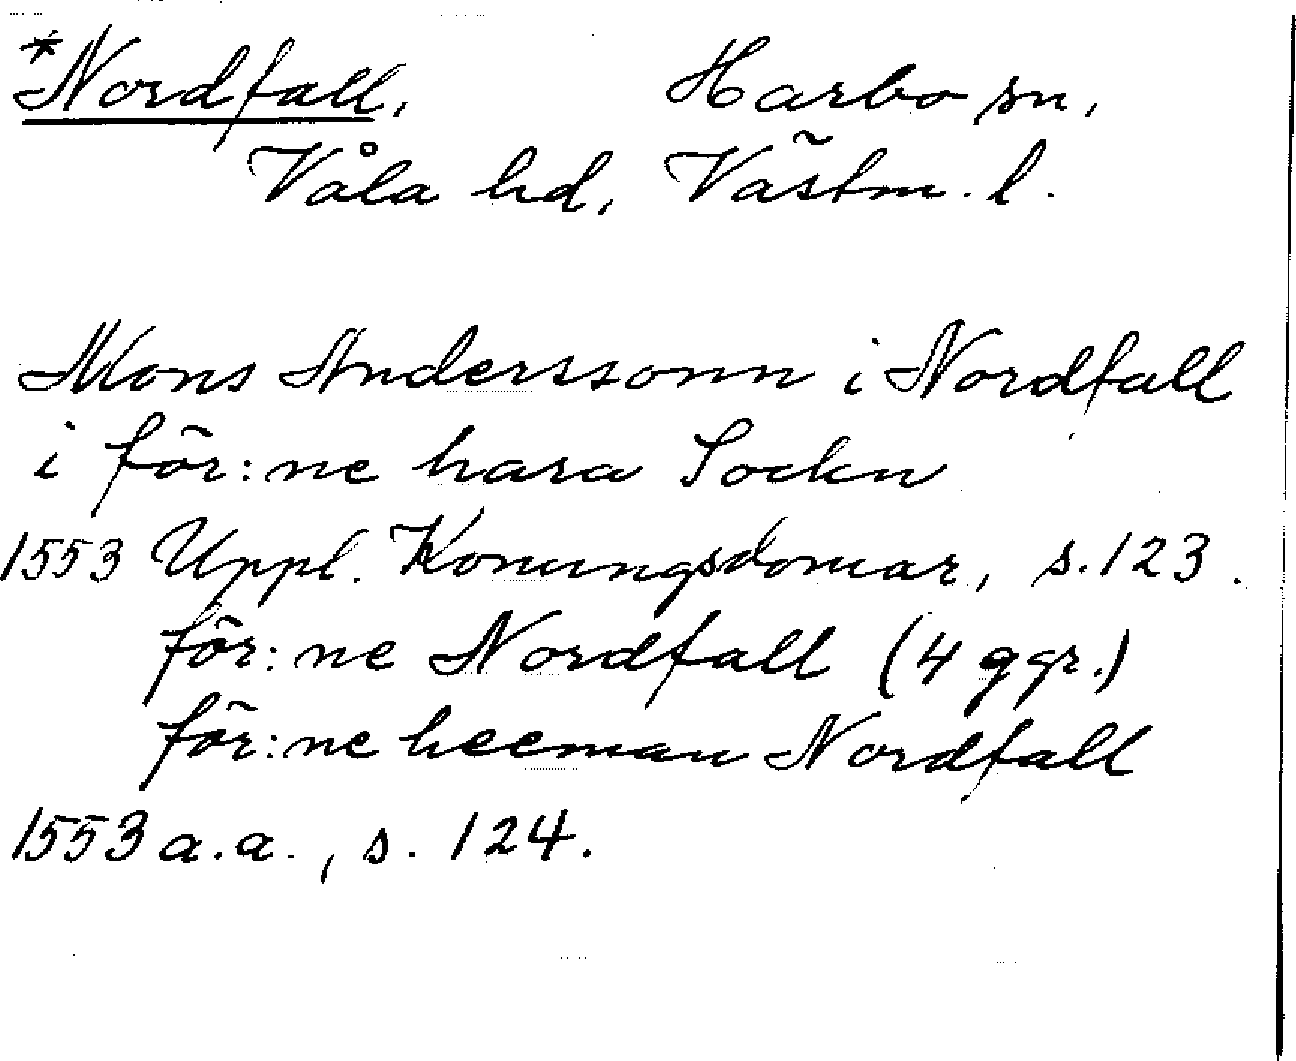 *Nordfall, Harbo sn,
Våla hd, Västm. l.
Mons Anderssonn i Nordfall
i för:ne hara Sockn
1553 Uppl. Konungsdomar, s. 123.
för:ne Nordfall (4 ggr.)
för:ne heeman Nordfall
1553 a.a., s. 124.